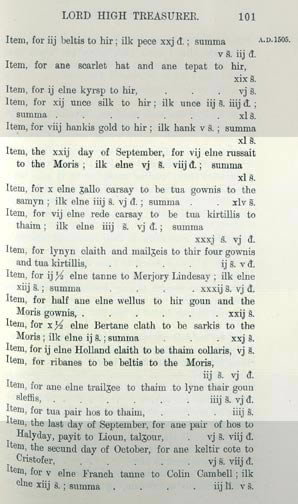 LORD HIGH TREASURER. 101
Item, for iij beltis to hir; ilk pece xxj đ.; summa A.D. 1505.
v š. iij đ.
Item, for ane scarlet hat and ane tepat to hir,
xix š.
Item, for ij elne kyrsp to hir, . . vj š.
Item, for xij unce silk to hir; ilk unce iij š. iiij đ.;
summa . . . . . xl š.
Item, for viij hankis gold to hir; ilk hank v š.; summa
xl š.
Item, the xxij day of September, for vij elne russait
to the Moris; ilk elne vj š. viij đ.; summa
xl š.
Item, for x elne ȝallo carsay to be tua gownis to the
samyn; ilk elne iiij š. vj đ.; summa . . xlv š.
Item, for vij elne rede carsay to be tua kirtillis to
thaim; ilk elne iiij š. vj đ.; summa
xxxj š. vj đ.
Item, for lynyn claith and mailȝeis to thir four gownis
and tua kirtillis, . . . ij š. v đ.
Item, for ij½ elne tanne to Merjory Lindesay; ilk elne
xiij š.; summa . . . xxxij š. vj đ.
Item, for half ane elne wellus to hir goun and the
Moris gownis, . . . . xxij š.
Item, for x½ elne Bertane clath to be sarkis to the
Moris; ilk elne ij š.; summa . . xxj š.
Item, for ij elne Holland claith to be thaim collaris, vj š.
Item, for ribanes to be beltis to the Moris,
iij š. vj đ.
Item, for ane elne trailȝee to thaim to lyne thair goun
sleffis, . . . . iiij š. vj đ.
Item, for tua pair hos to thaim, . . iiij š.
Item, the last day of September, for ane pair of hos to
Halyday, payit to Lioun, talȝour, . vj š. viij đ.
Item, the secund day of October, for ane keltir cote to
Cristofer, . . . . vj š. viij đ.
Item, for v elne Franch tanne to Colin Cambell; ilk
elne xiij š.; summa . . . iij li. v š.